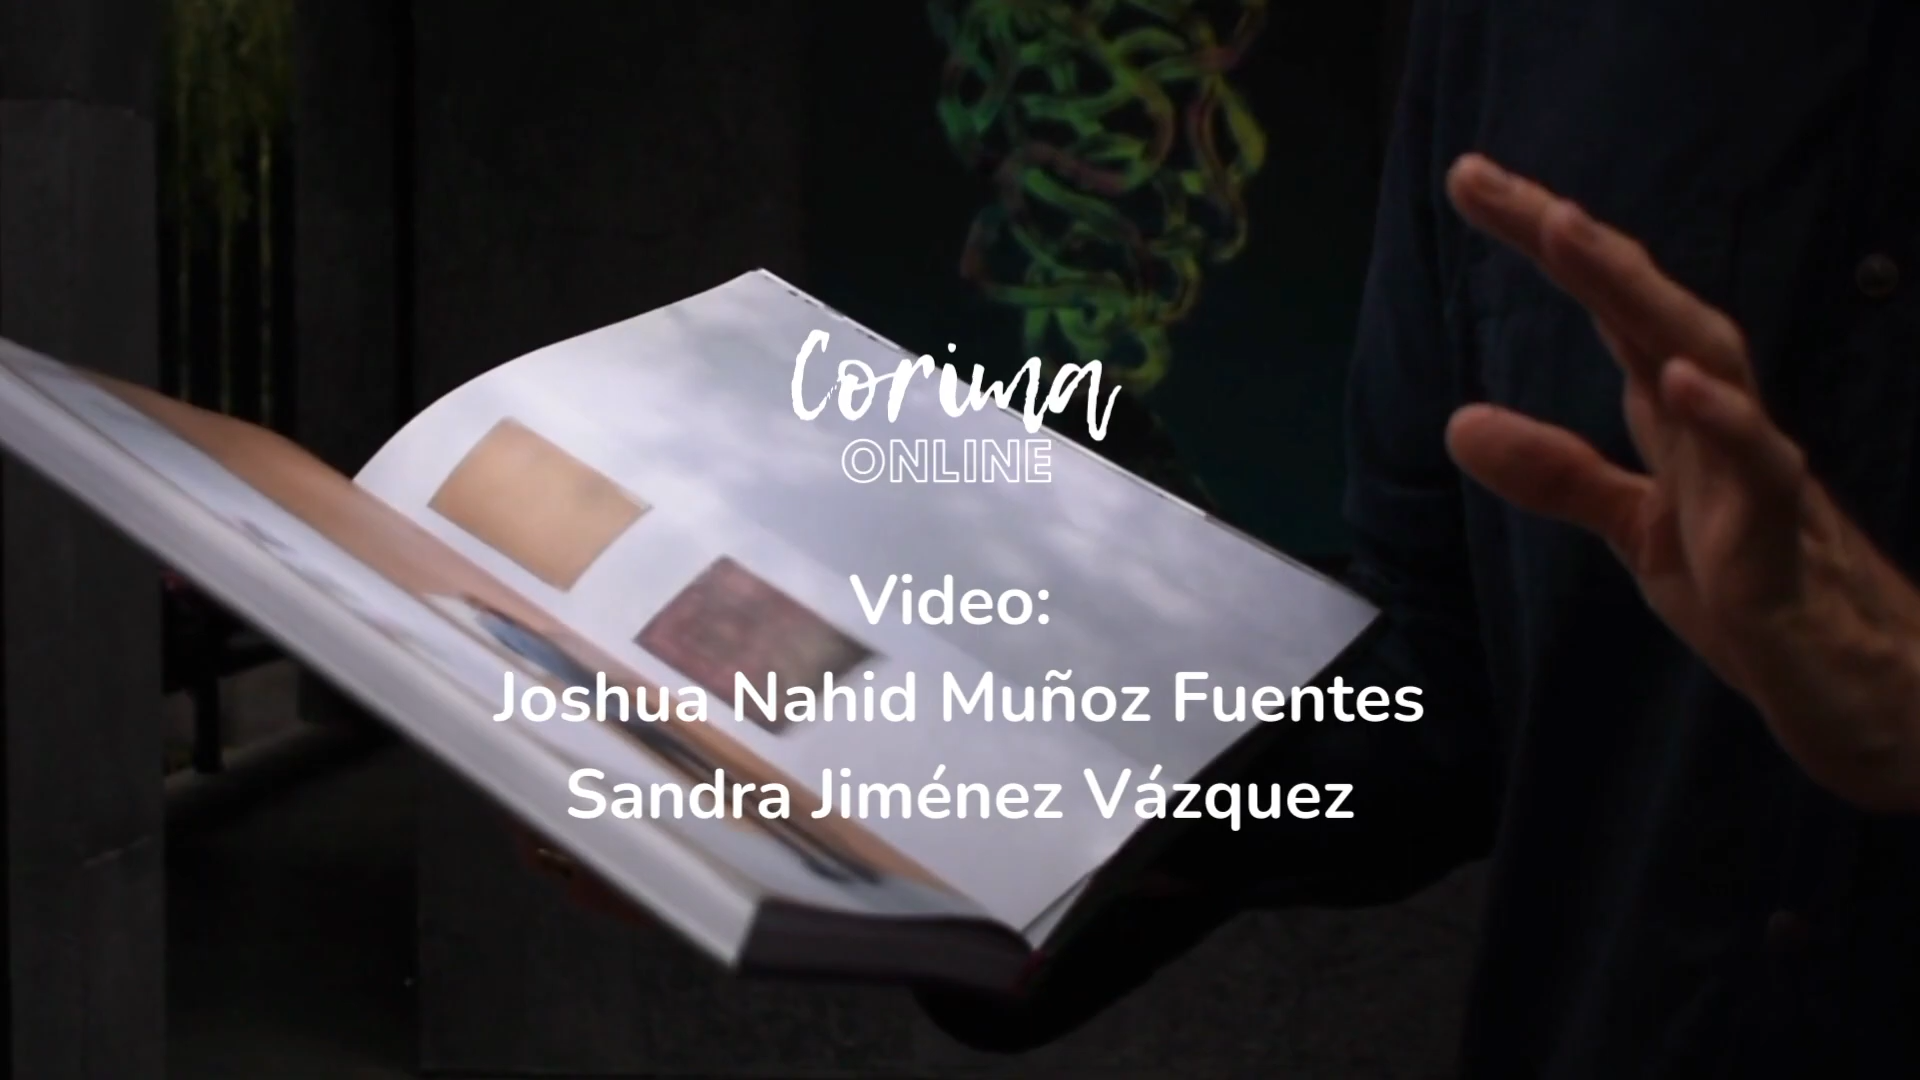 Corima
ONLINE
Video:
Joshua Nahid Muñoz Fuentes
Sandra Jiménez Vázquez